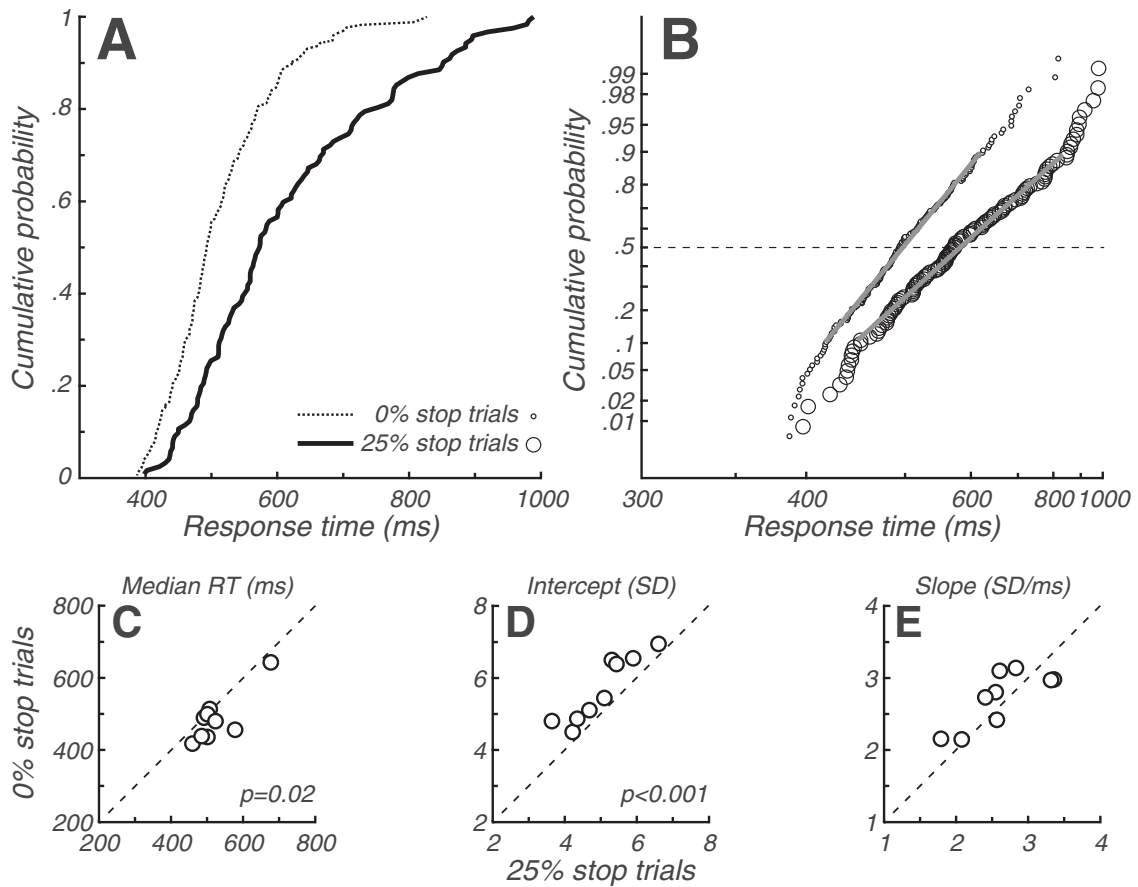 A
Cumulative probability
1
.8
.6
.4
.2
0
0% stop trials
25% stop trials
400 600 800 1000
Response time (ms)
B
Cumulative probability
.99
.98
.95
.9
.8
.5
.2
.1
.05
.02
.01
300 400 600 800 1000
Response time (ms)
Median RT (ms)
C
0% stop trials
800
600
400
200
p=0.02
200 400 600 800
Intercept (SD)
D
8
6
4
2
p<0.001
2 4 6 8
25% stop trials
Slope (SD/ms)
E
4
3
2
1
1 2 3 4